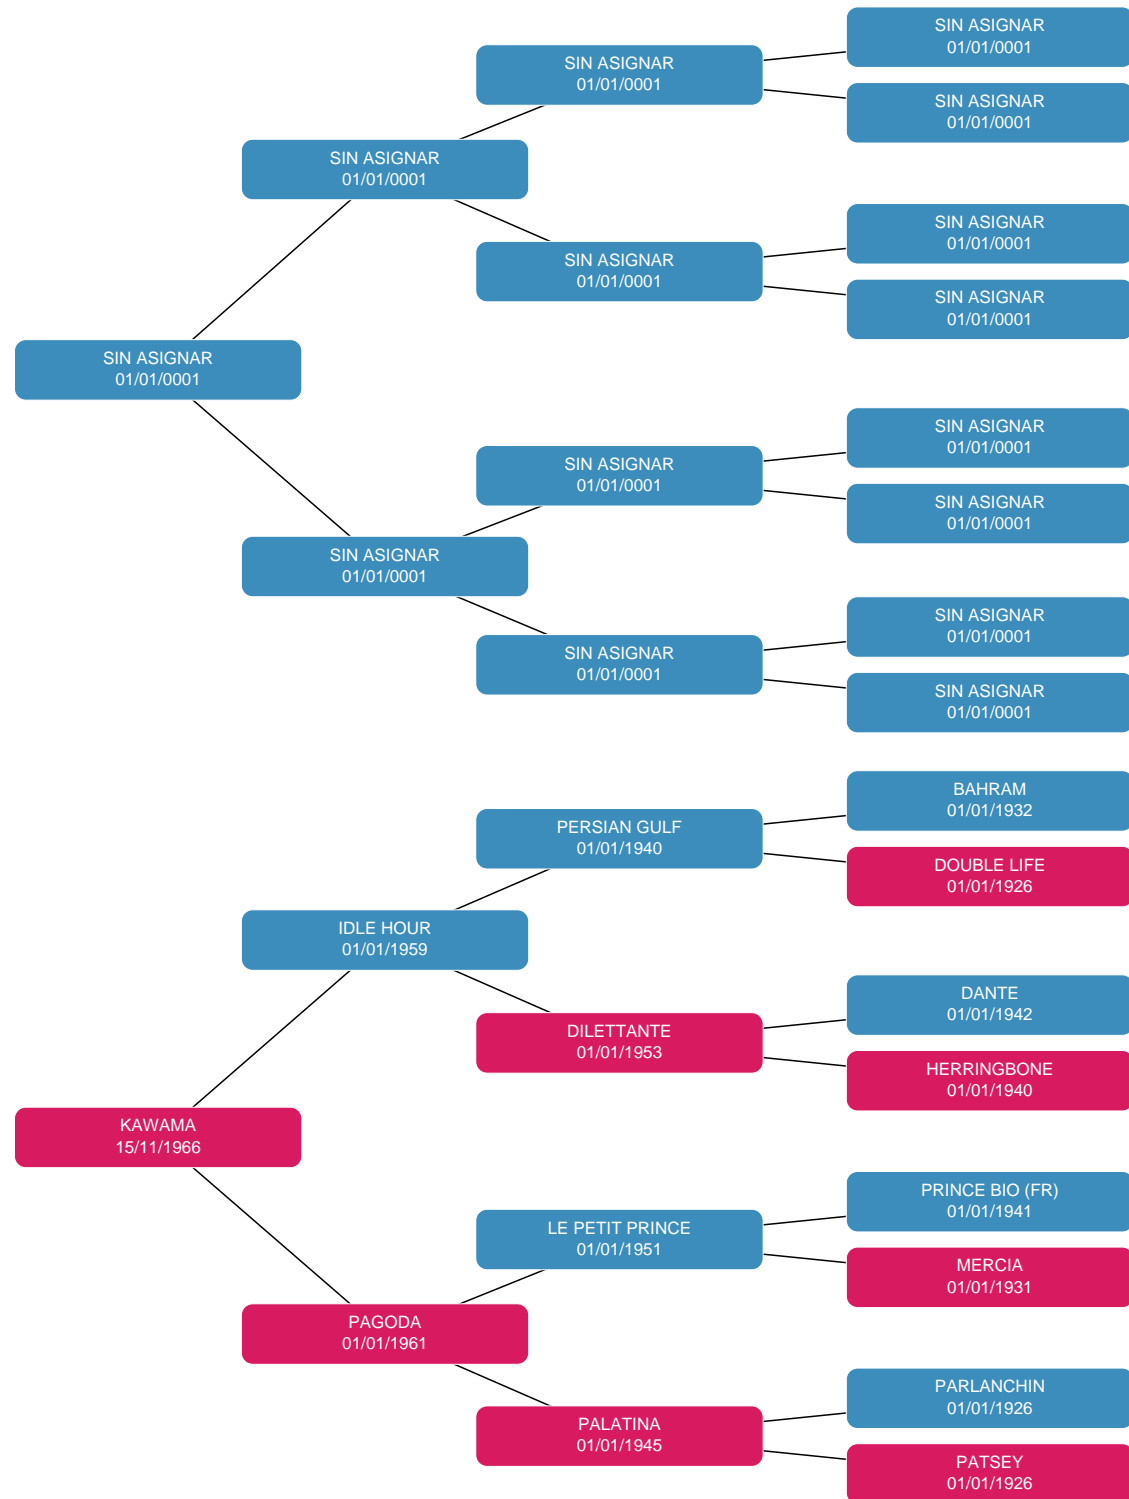 SIN ASIGNAR
01/01/0001
SIN ASIGNAR
01/01/0001
SIN ASIGNAR
01/01/0001
SIN ASIGNAR
01/01/0001
SIN ASIGNAR
01/01/0001
SIN ASIGNAR
01/01/0001
SIN ASIGNAR
01/01/0001
SIN ASIGNAR
01/01/0001
SIN ASIGNAR
01/01/0001
SIN ASIGNAR
01/01/0001
SIN ASIGNAR
01/01/0001
SIN ASIGNAR
01/01/0001
SIN ASIGNAR
01/01/0001
SIN ASIGNAR
01/01/0001
SIN ASIGNAR
01/01/0001
BAHRAM
01/01/1932
PERSIAN GULF
01/01/1940
DOUBLE LIFE
01/01/1926
IDLE HOUR
01/01/1959
DANTE
01/01/1942
DILETTANTE
01/01/1953
HERRINGBONE
01/01/1940
KAWAMA
15/11/1966
PRINCE BIO (FR)
01/01/1941
LE PETIT PRINCE
01/01/1951
MERCIA
01/01/1931
PAGODA
01/01/1961
PARLANCHIN
01/01/1926
PALATINA
01/01/1945
PATSEY
01/01/1926